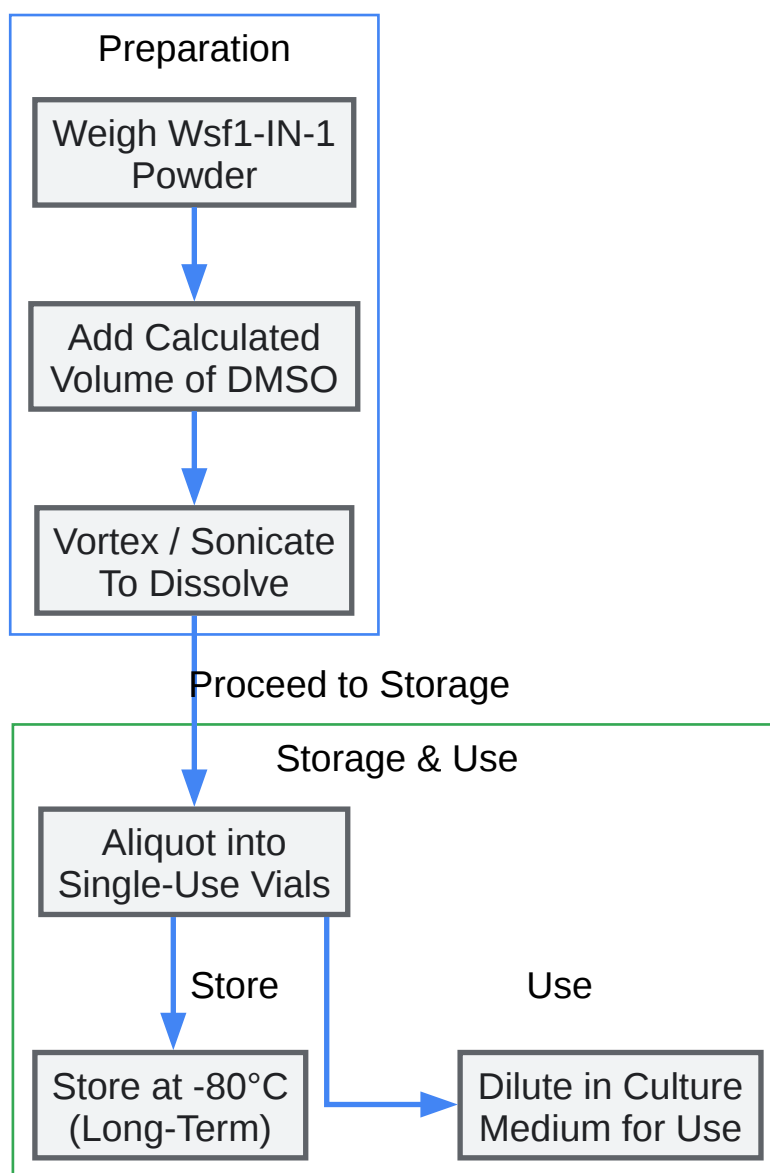 Preparation
Weigh Wsf1-IN-1
Powder
Add Calculated
Volume of DMSO
Vortex / Sonicate
To Dissolve
Proceed to Storage
Storage & Use
Aliquot into
Single-Use Vials
Store
Use
Store at -80°C
(Long-Term)
Dilute in Culture
Medium for Use